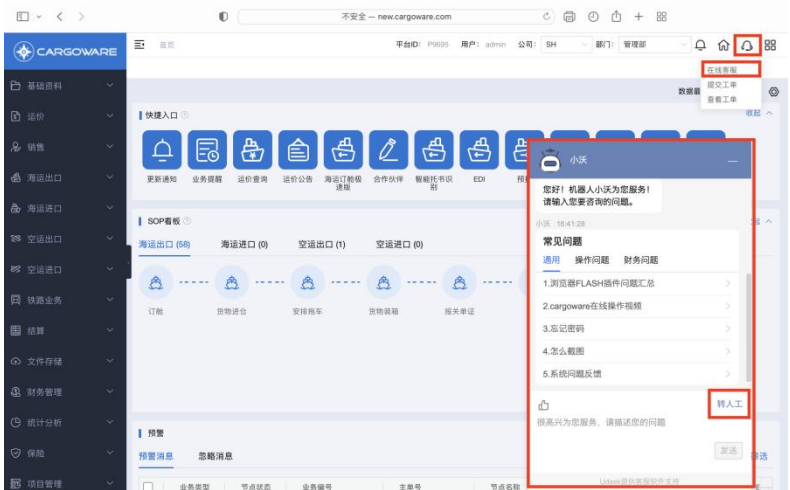 不安全 — new.cargoware.com
CARGOWARE
首页
平台ID: P9695 用户: admin 公司: SH 部门: 管理部
在线客服
提交工单
查看工单
数据最
基础资料
运价
销售
海运出口
海运进口
空运出口
空运进口
铁路业务
结算
文件存储
财务管理
统计分析
保险
项目管理
快捷入口
收起
更新通知 业务提醒 运价查询 运价公告 海运订舱极速版 合作伙伴 智能托书识别 EDI
SOP看板
起
海运出口 (58) 海运进口 (0) 空运出口 (1) 空运进口 (0)
订舱 货物进仓 安排拖车 货物装箱 报关单证
预警
预警消息 忽略消息
业务类型 节点状态 业务编号 主单号 节点名称
小沃
您好！机器人小沃为您服务！
请输入您要咨询的问题。
小沃 16:41:28
常见问题
通用 操作问题 财务问题
1.浏览器FLASH插件问题汇总
2.cargoware在线操作视频
3.忘记密码
4.怎么截图
5.系统问题反馈
转人工
很高兴为您服务，请描述您的问题
发送
Udesk提供客服软件支持